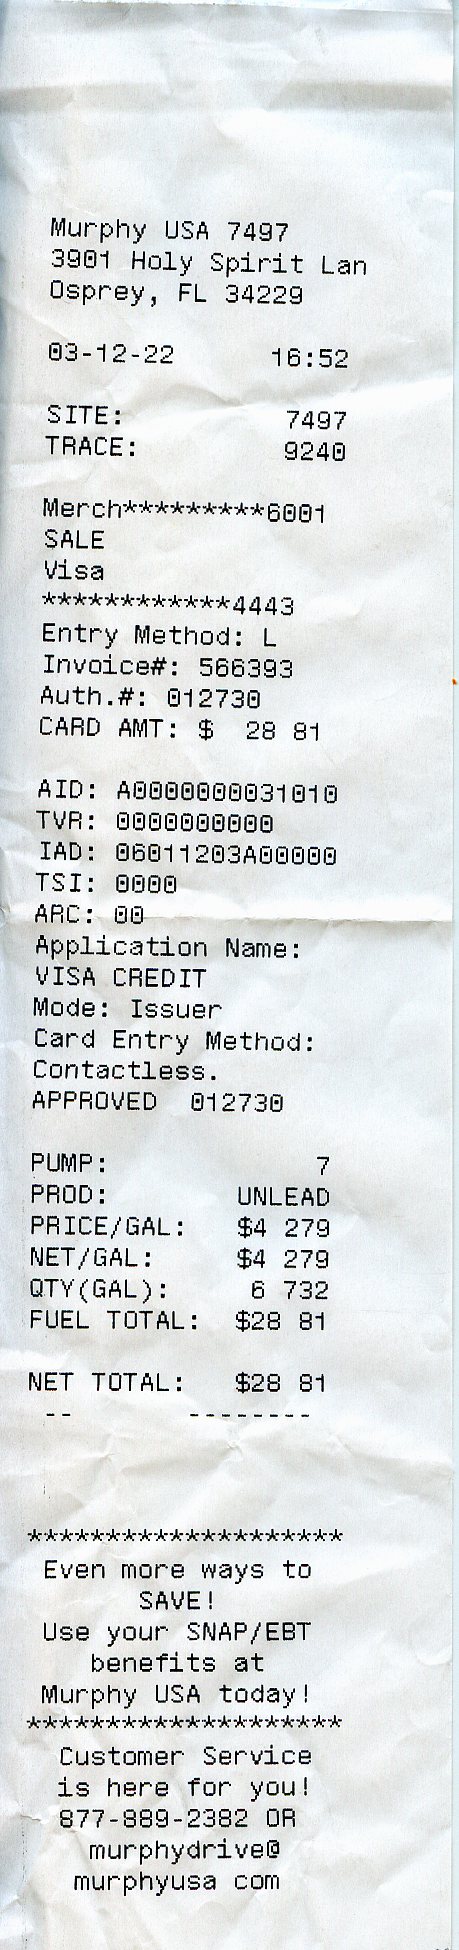 Murphy USA 7497
3901 Holy Spirit Lan
Osprey, FL 34229
03-12-22 16:52
SITE: 7497
TRACE: 9240
Merch*********6001
SALE
Visa
************4443
Entry Method: L
Invoice#: 566393
Auth.#: 012730
CARD AMT: $ 28 81
AID: A0000000031010
TVR: 0000000000
IAD: 06011203A00000
TSI: 0000
ARC: 00
Application Name:
VISA CREDIT
Mode: Issuer
Card Entry Method:
Contactless.
APPROVED 012730
PUMP: 7
PROD: UNLEAD
PRICE/GAL: $4 279
NET/GAL: $4 279
QTY(GAL): 6 732
FUEL TOTAL: $28 81
NET TOTAL: $28 81
-- --------
********************
Even more ways to
SAVE!
Use your SNAP/EBT
benefits at
Murphy USA today!
********************
Customer Service
is here for you!
877-889-2382 OR
murphydrive@
murphyusa com